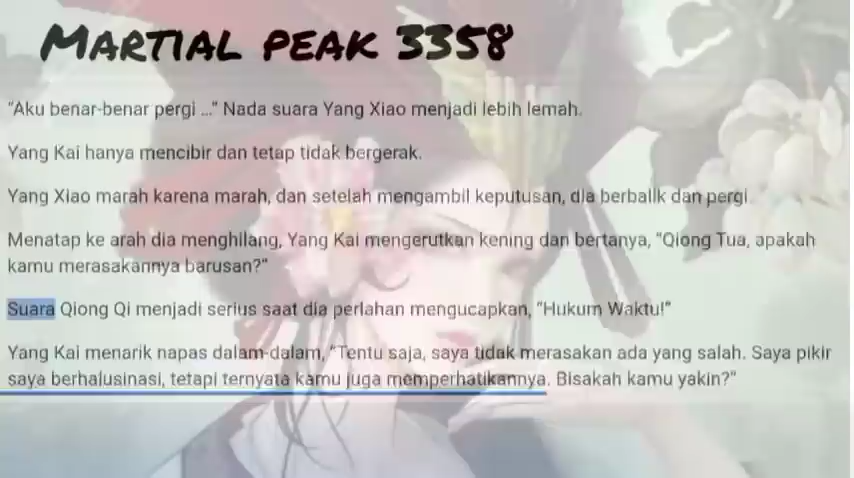 MARTIAL PEAK 3358
“Aku benar-benar pergi ...” Nada suara Yang Xiao menjadi lebih lemah.
Yang Kai hanya mencibir dan tetap tidak bergerak.
Yang Xiao marah karena marah, dan setelah mengambil keputusan, dia berbalik dan pergi.
Menatap ke arah dia menghilang, Yang Kai mengerutkan kening dan bertanya, “Qiong Tua, apakah
kamu merasakannya barusan?”
Suara Qiong Qi menjadi serius saat dia perlahan mengucapkan, “Hukum Waktu!”
Yang Kai menarik napas dalam-dalam, “Tentu saja, saya tidak merasakan ada yang salah. Saya pikir
saya berhalusinasi, tetapi ternyata kamu juga memperhatikannya. Bisakah kamu yakin?”